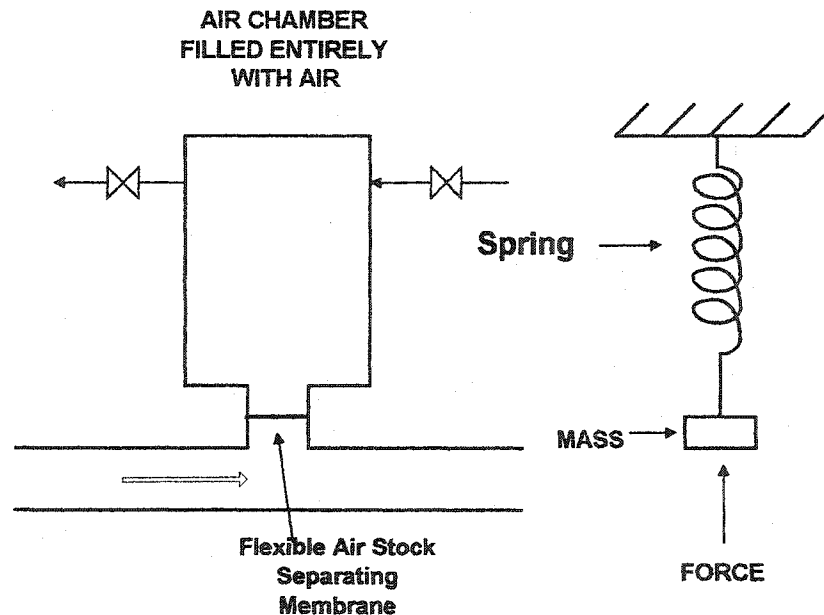 AIR CHAMBER
FILLED ENTIRELY
WITH AIR
Spring
MASS
Flexible Air Stock
Separating
Membrane
FORCE